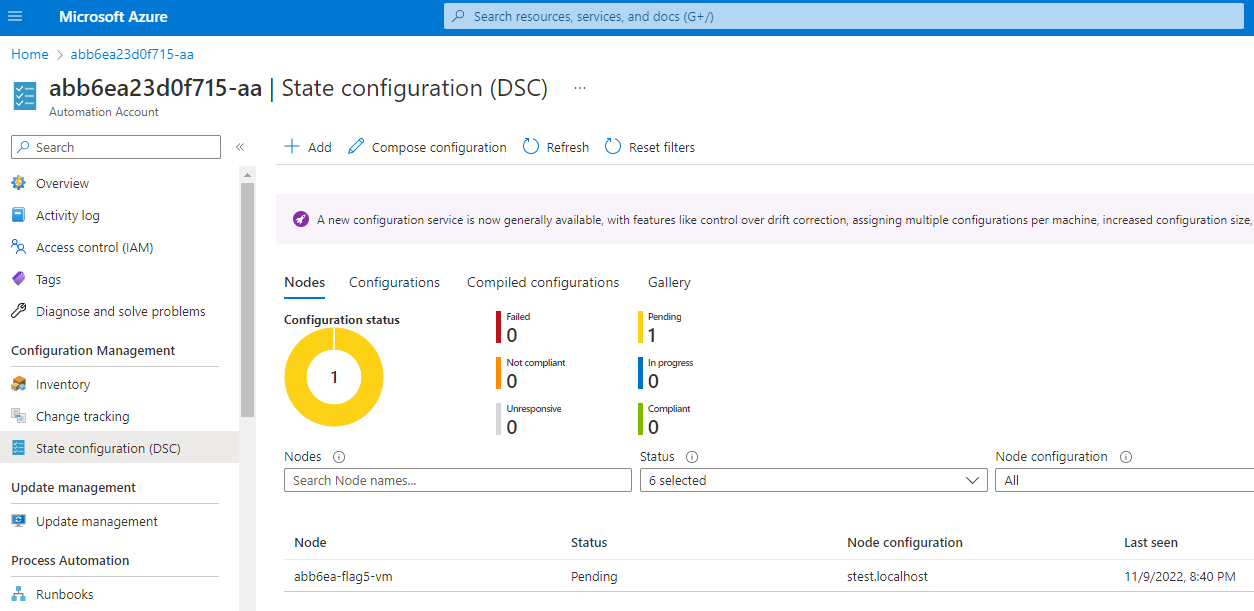 Microsoft Azure
Search resources, services, and docs (G+/)
Home > abb6ea23d0f715-aa
abb6ea23d0f715-aa | State configuration (DSC) ...
Automation Account
Search
«
Add
Compose configuration
Refresh
Reset filters
Overview
Activity log
Access control (IAM)
Tags
Diagnose and solve problems
Configuration Management
Inventory
Change tracking
State configuration (DSC)
Update management
Update management
Process Automation
Runbooks
A new configuration service is now generally available, with features like control over drift correction, assigning multiple configurations per machine, increased configuration size,
Nodes
Configurations
Compiled configurations
Gallery
Configuration status
1
Failed
0
Pending
1
Not compliant
0
In progress
0
Unresponsive
0
Compliant
0
Nodes
Search Node names...
Status
6 selected
Node configuration
All
Node Status Node configuration Last seen
abb6ea-flag5-vm Pending stest.localhost 11/9/2022, 8:40 PM